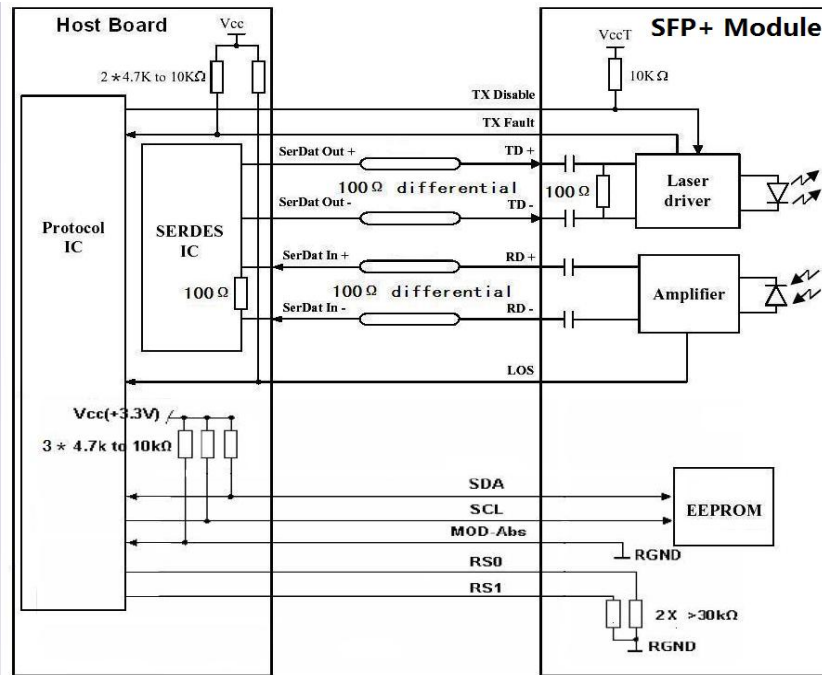 Host Board
SFP+ Module
Vcc
VccT
2*4.7K to 10KΩ
10KΩ
TX Disable
TX Fault
SerDat Out +
TD +
100Ω differential
100Ω
Laser
driver
SerDat Out -
TD -
Protocol
IC
SERDES
IC
SerDat In +
RD +
100Ω
100Ω differential
Amplifier
SerDat In -
RD -
LOS
Vcc(+3.3V)
3 * 4.7k to 10kΩ
SDA
SCL
EEPROM
MOD-Abs
RGND
RS0
RS1
2X >30kΩ
RGND